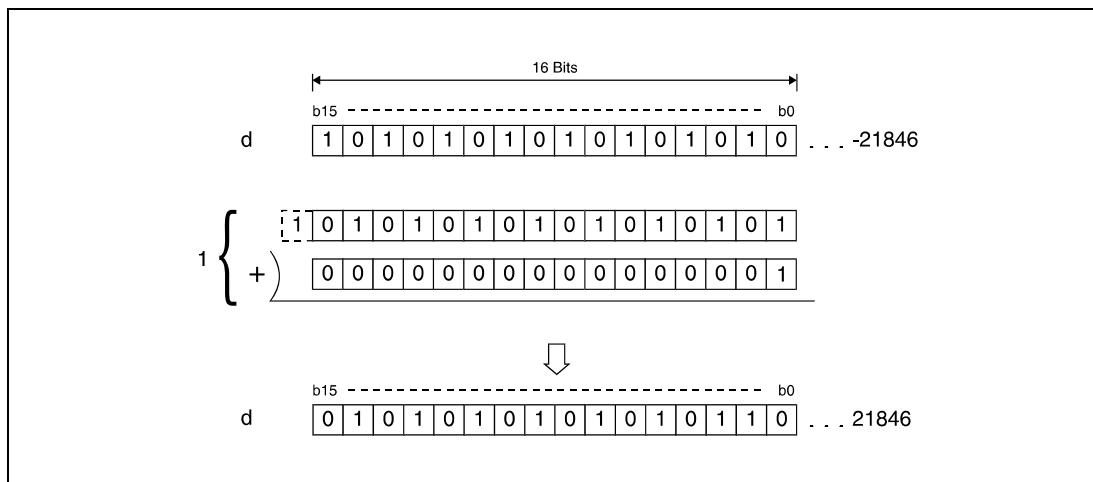 16 Bits
b15 b0
d 1 0 1 0 1 0 1 0 1 0 1 0 1 0 1 0 . . . -21846
1 0 1 0 1 0 1 0 1 0 1 0 1 0 1 0 1
1 + 0 0 0 0 0 0 0 0 0 0 0 0 0 0 0 1
b15 b0
d 0 1 0 1 0 1 0 1 0 1 0 1 0 1 1 0 . . . 21846